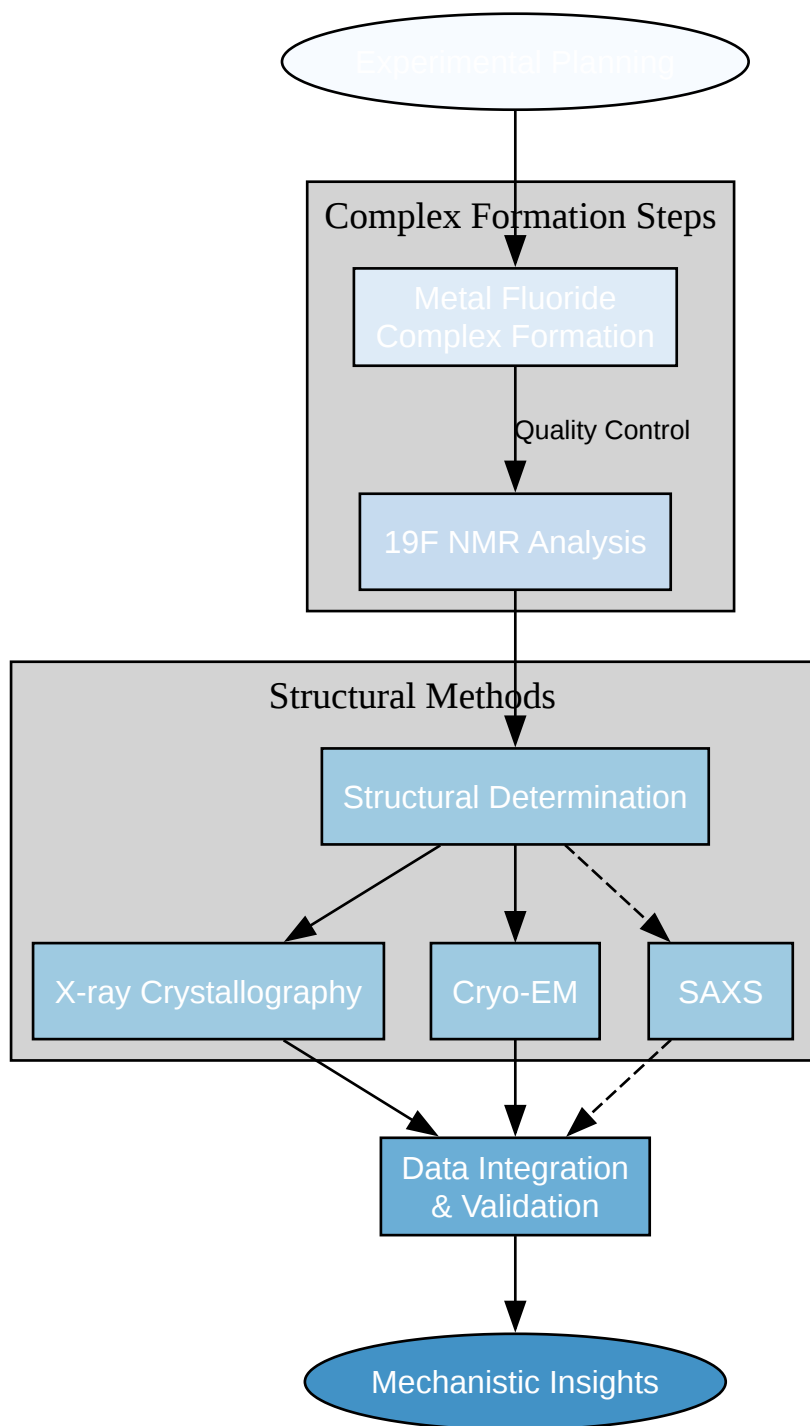 Experimental Planning
Complex Formation Steps
Metal Fluoride
Complex Formation
Quality Control
19F NMR Analysis
Structural Methods
Structural Determination
X-ray Crystallography
Cryo-EM
SAXS
Data Integration
& Validation
Mechanistic Insights